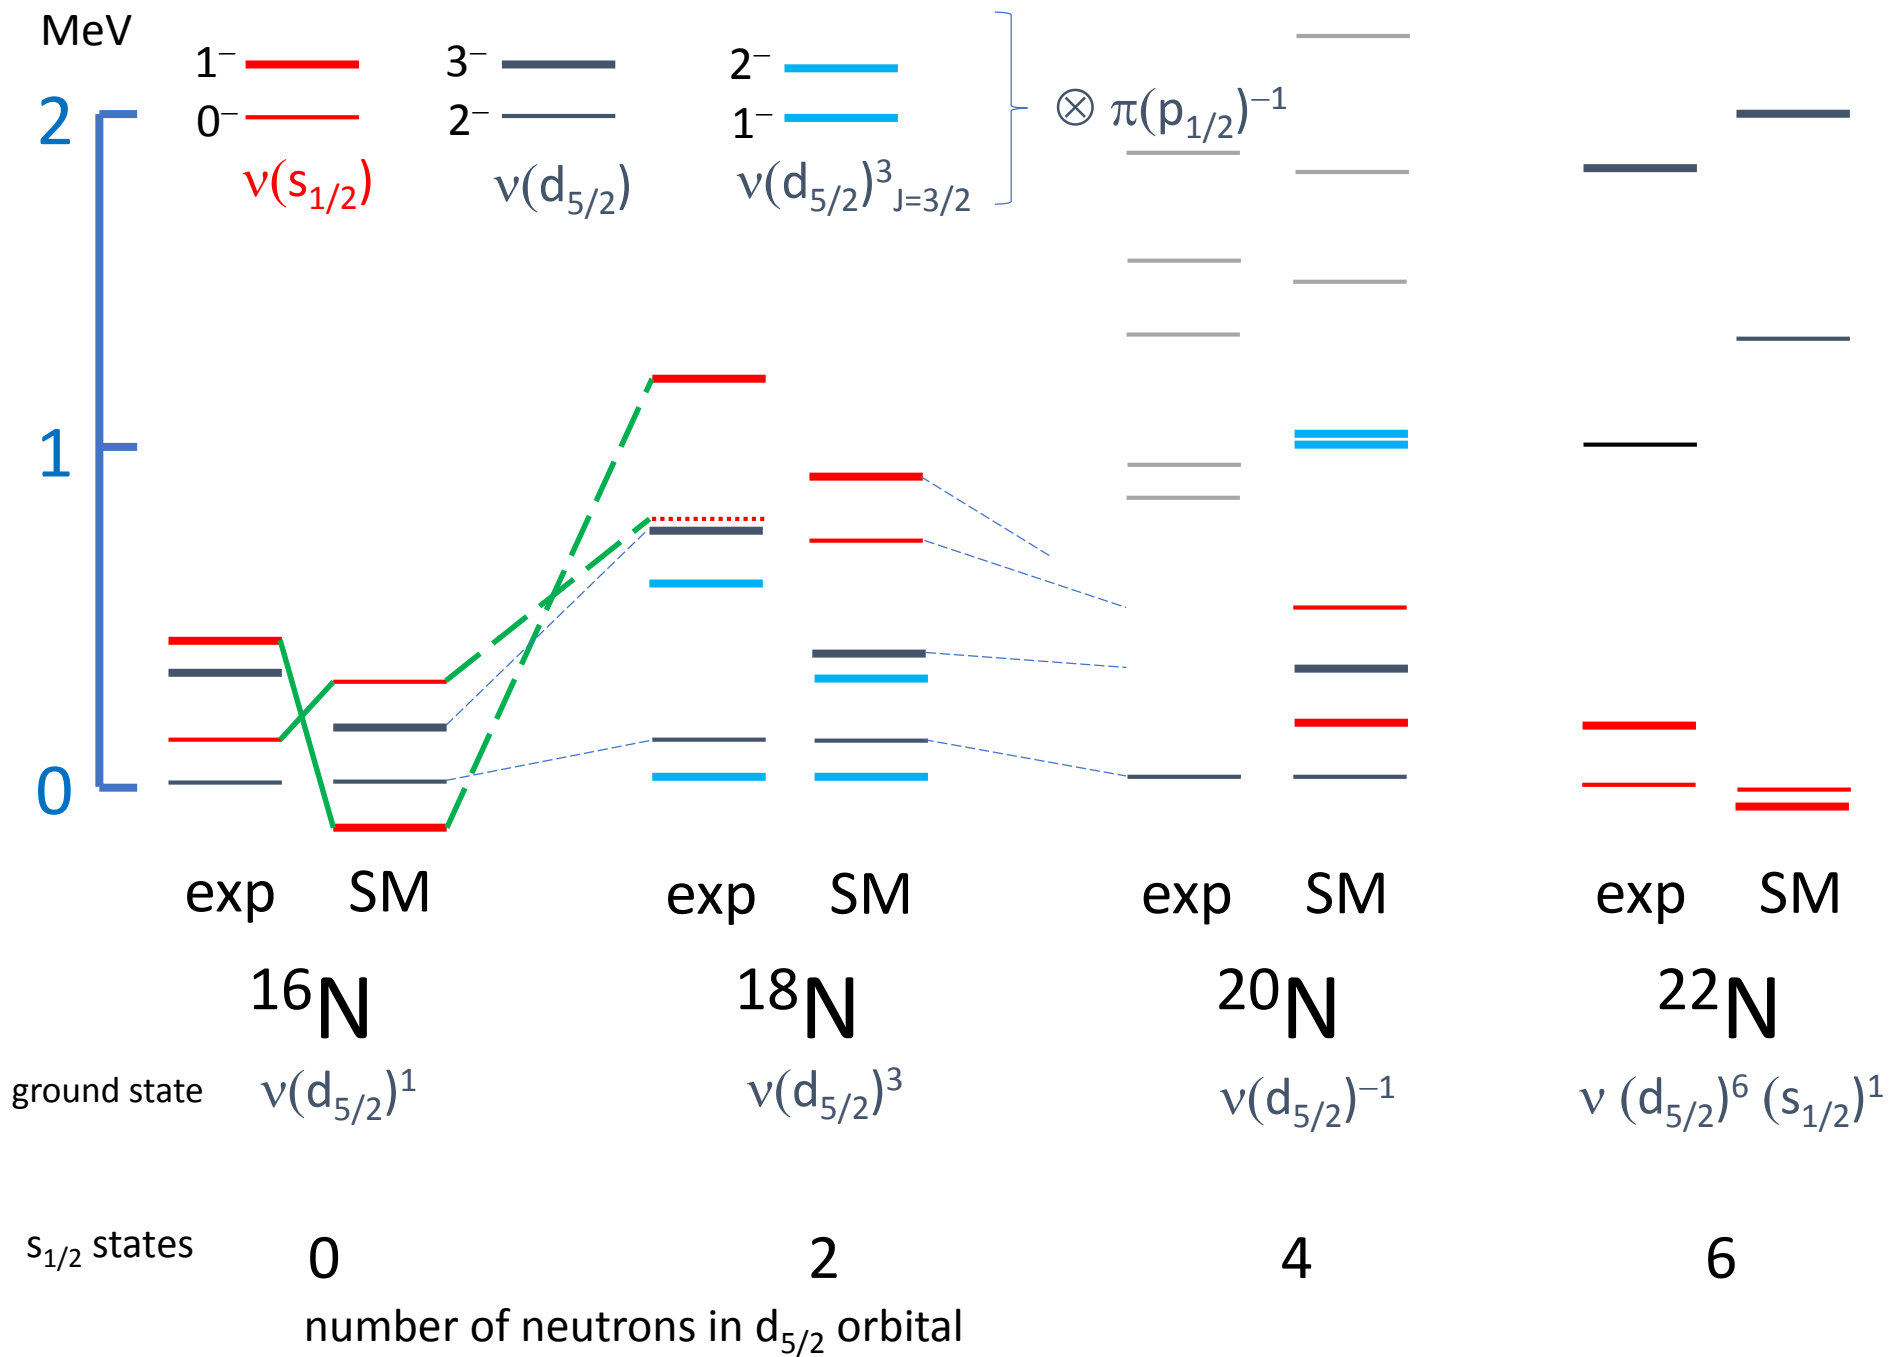 MeV
1⁻ 3⁻ 2⁻
2 0⁻ 2⁻ 1⁻ ⊗ π(p₁/₂)⁻¹
ν(s₁/₂) ν(d₅/₂) ν(d₅/₂)³ J=3/2
1
0
exp SM exp SM exp SM exp SM
¹⁶N ¹⁸N ²⁰N ²²N
ground state ν(d₅/₂)¹ ν(d₅/₂)³ ν(d₅/₂)⁻¹ ν (d₅/₂)⁶ (s₁/₂)¹
s₁/₂ states 0 2 4 6
number of neutrons in d₅/₂ orbital